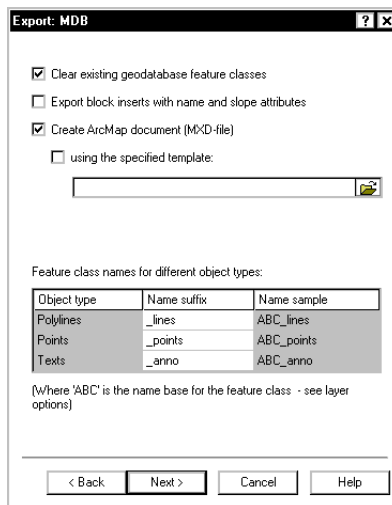 Export: MDB
Clear existing geodatabase feature classes
Export block inserts with name and slope attributes
Create ArcMap document (MXD-file)
using the specified template:
Feature class names for different object types:
Object type Name suffix Name sample
Polylines _lines ABC_lines
Points _points ABC_points
Texts _anno ABC_anno
(Where 'ABC' is the name base for the feature class - see layer
options)
< Back Next > Cancel Help